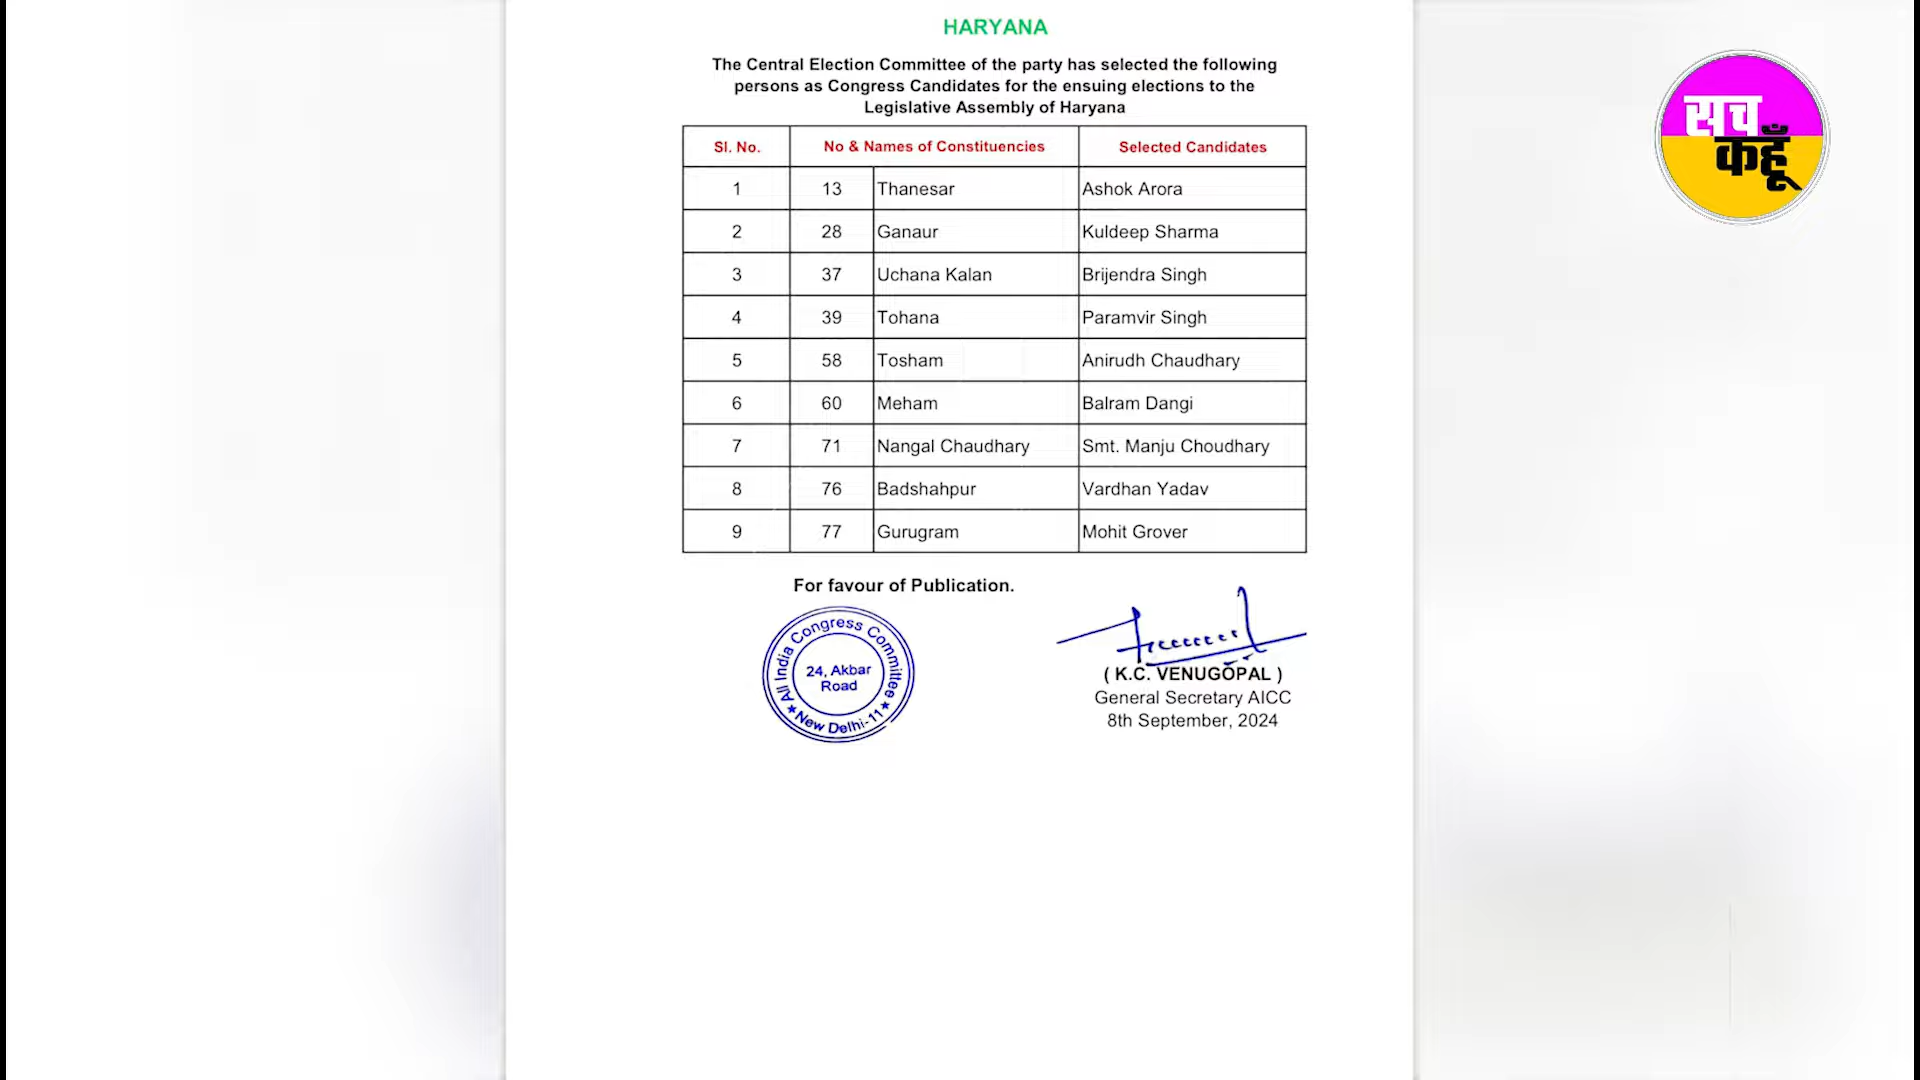 HARYANA
The Central Election Committee of the party has selected the following
persons as Congress Candidates for the ensuing elections to the
Legislative Assembly of Haryana
Sl. No. No & Names of Constituencies Selected Candidates
1 13 Thanesar Ashok Arora
2 28 Ganaur Kuldeep Sharma
3 37 Uchana Kalan Brijendra Singh
4 39 Tohana Paramvir Singh
5 58 Tosham Anirudh Chaudhary
6 60 Meham Balram Dangi
7 71 Nangal Chaudhary Smt. Manju Choudhary
8 76 Badshahpur Vardhan Yadav
9 77 Gurugram Mohit Grover
For favour of Publication.
All India Congress Committee
24, Akbar
Road
★ New Delhi-11 ★
( K.C. VENUGOPAL )
General Secretary AICC
8th September, 2024
सच
कहूँ